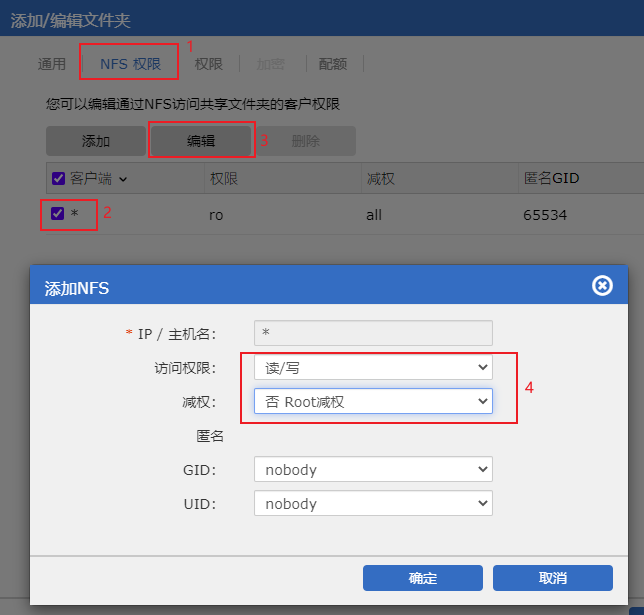 添加/编辑文件夹
通用 NFS 权限 1 权限 加密 配额
您可以编辑通过NFS访问共享文件夹的客户权限
添加 编辑 3 删除
客户端 权限 减权 匿名GID
* 2 ro all 65534
添加NFS
* IP / 主机名: *
访问权限: 读/写
减权: 否 Root减权 4
匿名
GID: nobody
UID: nobody
确定 取消